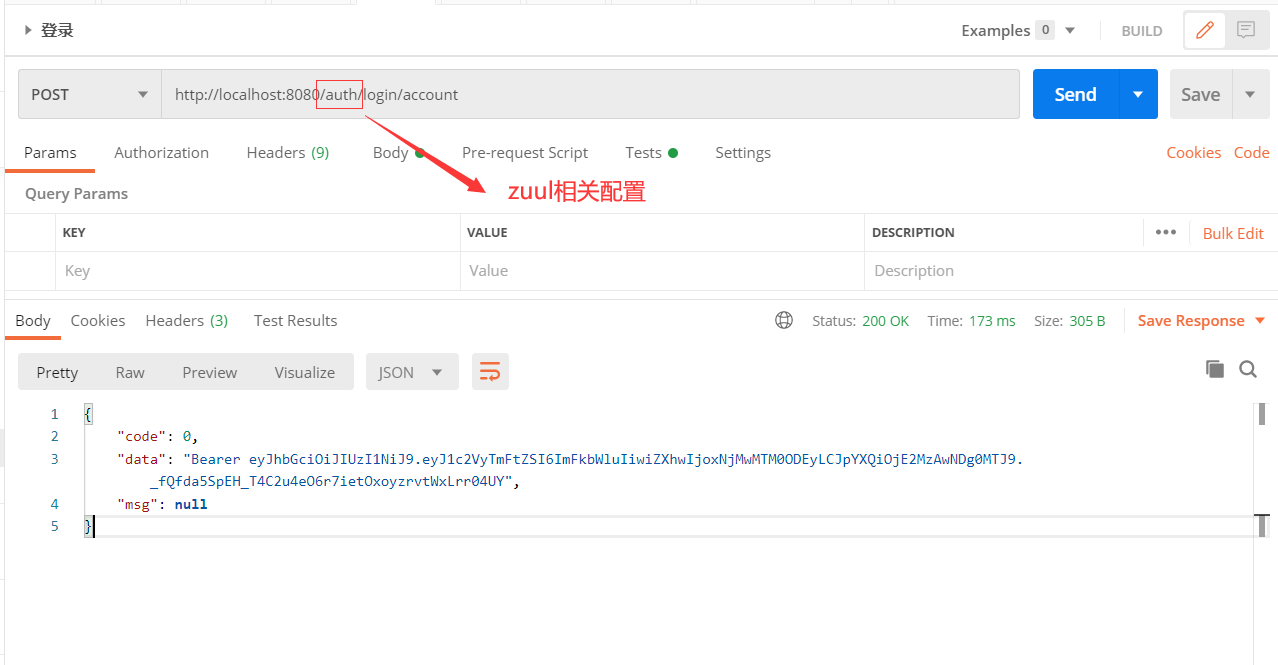 登录
Examples 0
BUILD
POST
http://localhost:8080/auth/login/account
Send
Save
Params
Authorization
Headers (9)
Body
Pre-request Script
Tests
Settings
Cookies
Code
zuul相关配置
Query Params
KEY
VALUE
DESCRIPTION
•••
Bulk Edit
Key
Value
Description
Body
Cookies
Headers (3)
Test Results
Status: 200 OK
Time: 173 ms
Size: 305 B
Save Response
Pretty
Raw
Preview
Visualize
JSON
1 {
2 "code": 0,
3 "data": "Bearer eyJhbGciOiJIUzI1NiJ9.eyJ1c2VyTmFtZSI6ImFkbWluIiwiZXhwIjoxNjMwMTM0ODEyLCJpYXQiOjE2MzAwNDg0MTJ9.
_fQfda5SpEH_T4C2u4eO6r7ietOxoyzrvtWxLrr04UY",
4 "msg": null
5 }